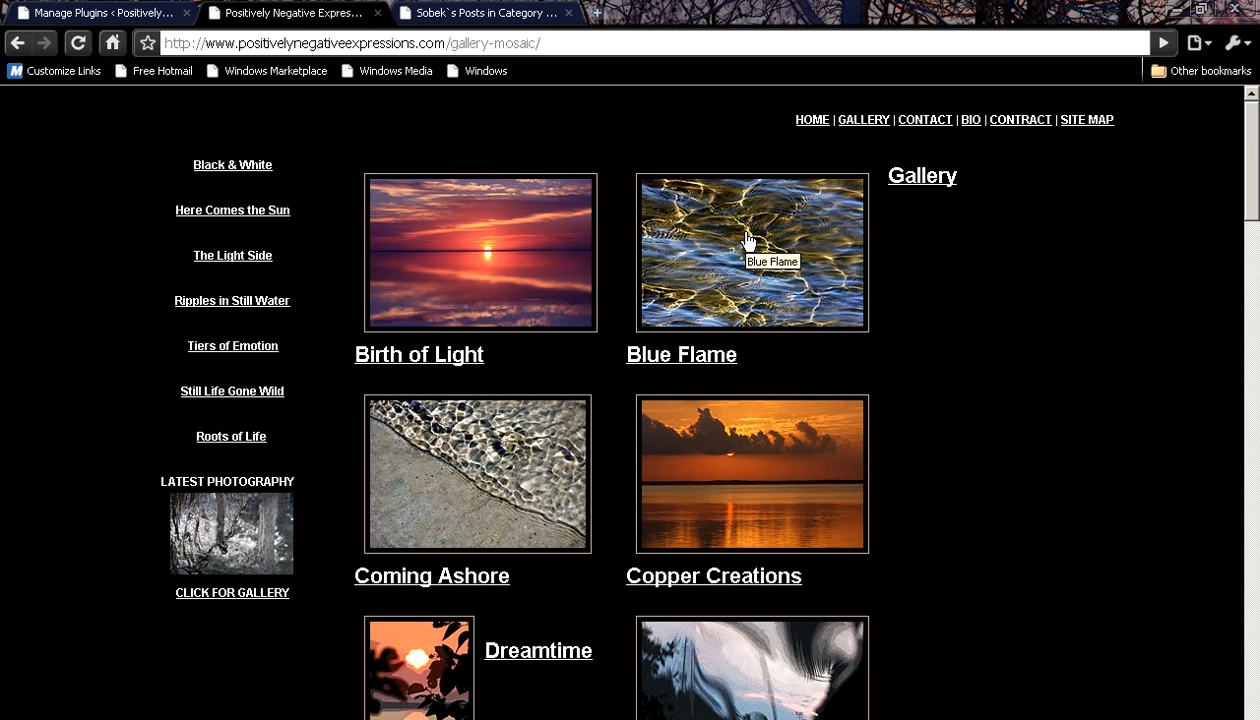 Manage Plugins ‹ Positively... Positively Negative Expres... Sobek`s Posts in Category ...
http://www.positivelynegativeexpressions.com/gallery-mosaic/
Customize Links Free Hotmail Windows Marketplace Windows Media Windows Other bookmarks
HOME | GALLERY | CONTACT | BIO | CONTRACT | SITE MAP
Black & White
Here Comes the Sun
The Light Side
Ripples in Still Water
Tiers of Emotion
Still Life Gone Wild
Roots of Life
LATEST PHOTOGRAPHY
CLICK FOR GALLERY
Gallery
Blue Flame
Birth of Light
Blue Flame
Coming Ashore
Copper Creations
Dreamtime